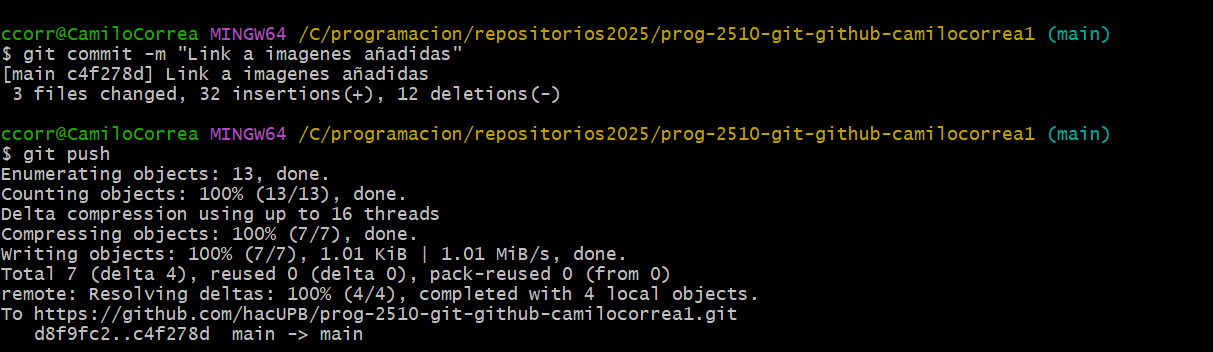 ccorr@CamiloCorrea MINGW64 /C/programacion/repositorios2025/prog-2510-git-github-camilocorrea1 (main)
$ git commit -m "Link a imagenes añadidas"
[main c4f278d] Link a imagenes añadidas
 3 files changed, 32 insertions(+), 12 deletions(-)
ccorr@CamiloCorrea MINGW64 /C/programacion/repositorios2025/prog-2510-git-github-camilocorrea1 (main)
$ git push
Enumerating objects: 13, done.
Counting objects: 100% (13/13), done.
Delta compression using up to 16 threads
Compressing objects: 100% (7/7), done.
Writing objects: 100% (7/7), 1.01 KiB | 1.01 MiB/s, done.
Total 7 (delta 4), reused 0 (delta 0), pack-reused 0 (from 0)
remote: Resolving deltas: 100% (4/4), completed with 4 local objects.
To https://github.com/hacUPB/prog-2510-git-github-camilocorrea1.git
   d8f9fc2..c4f278d  main -> main